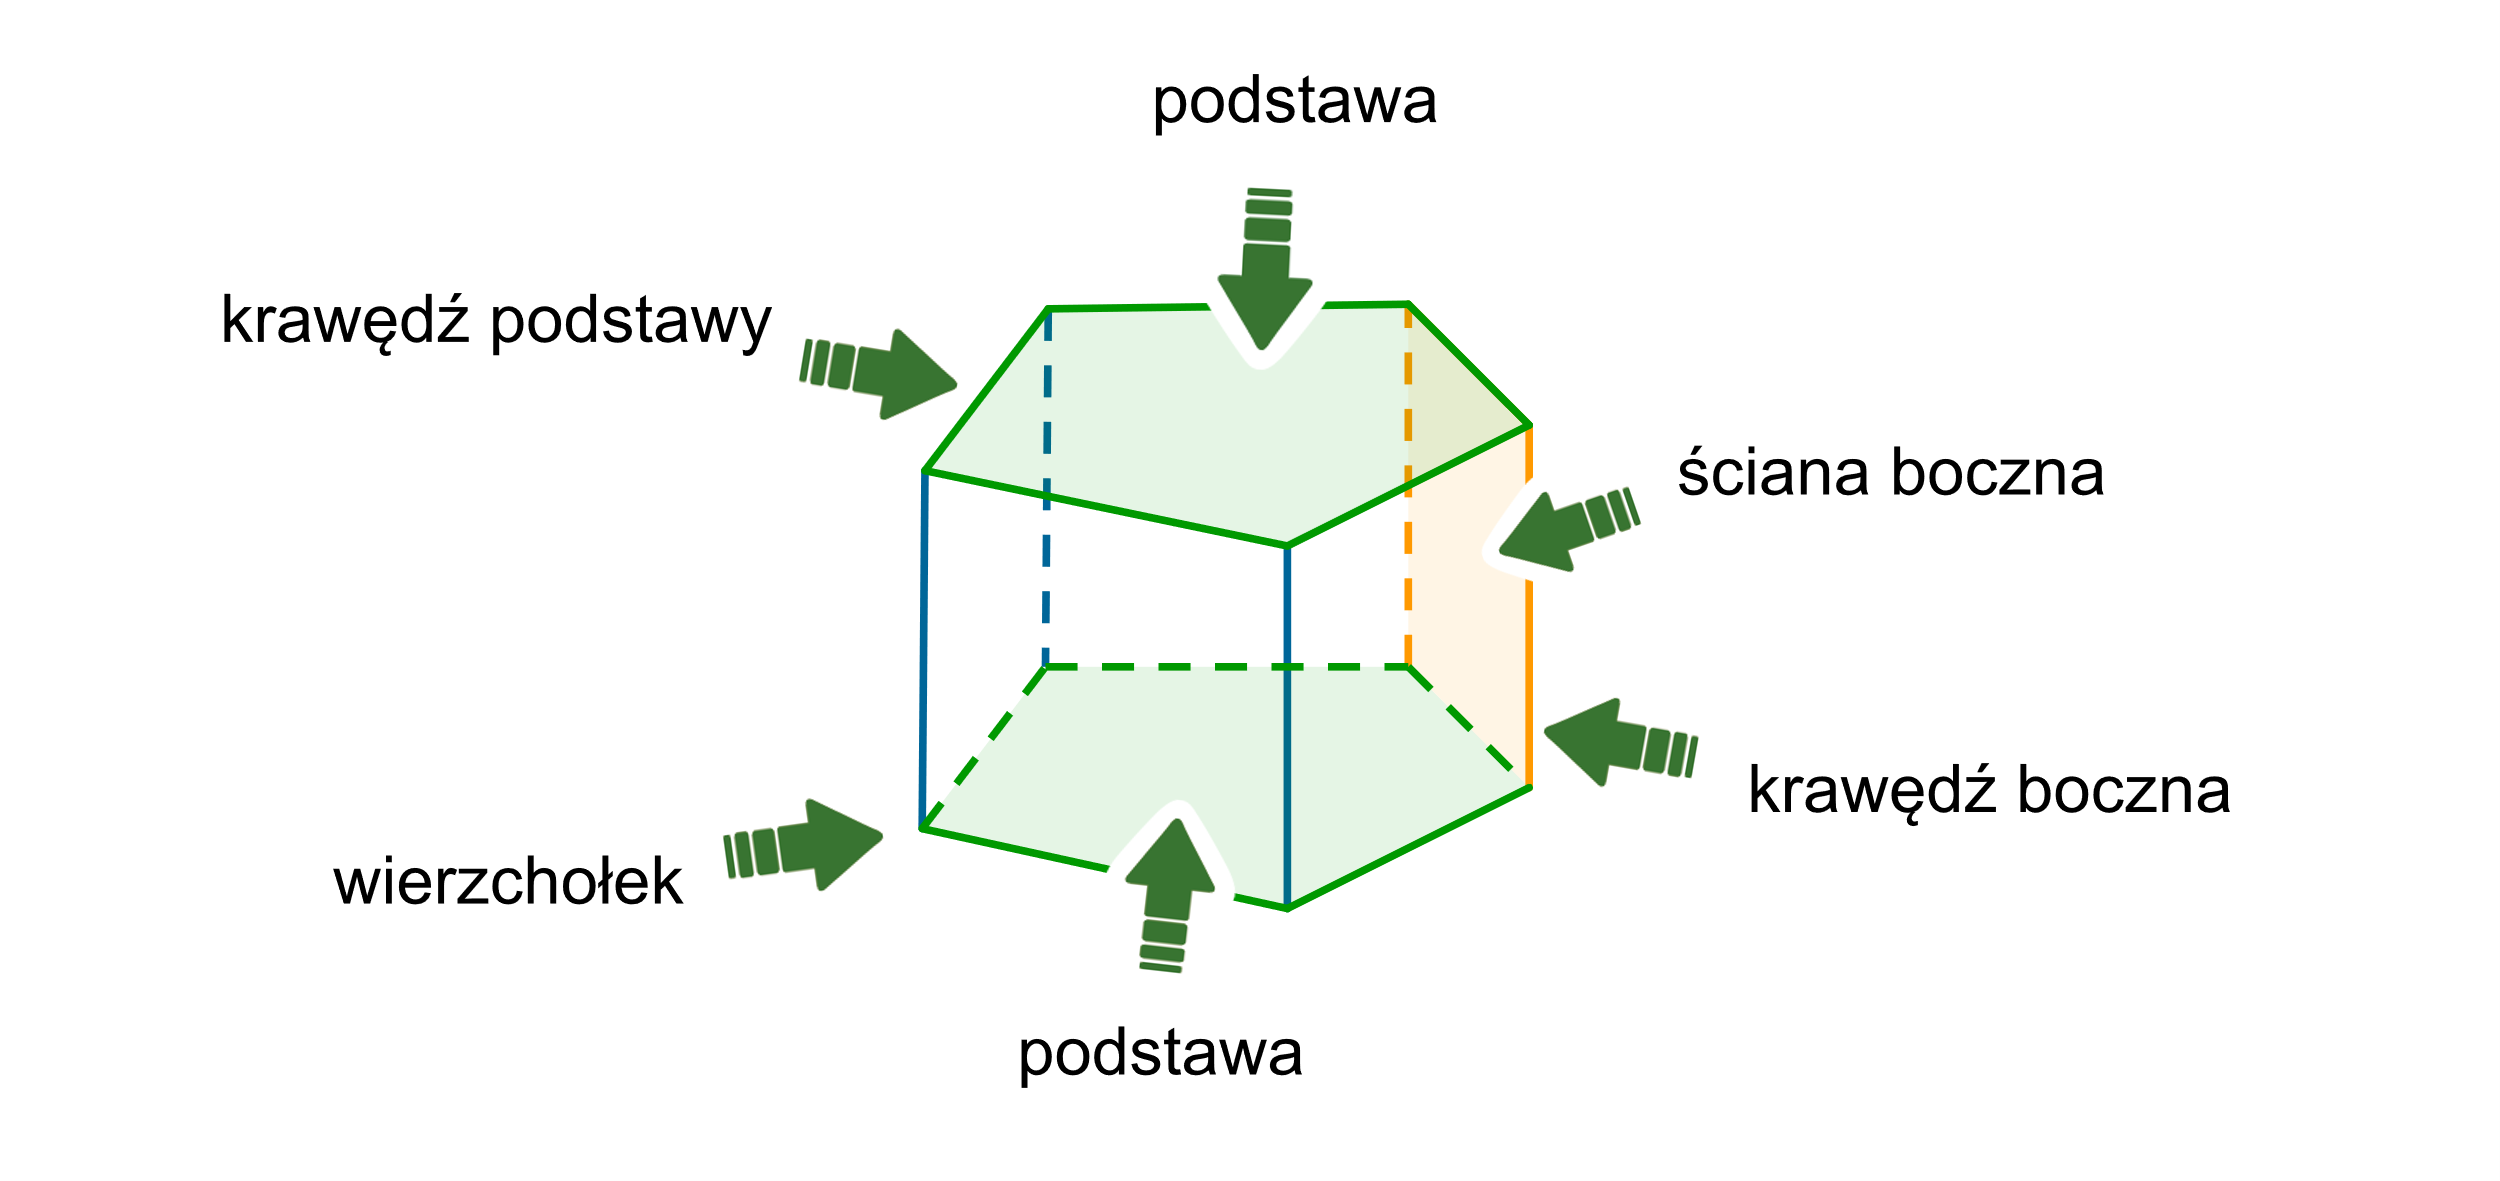 podstawa
krawędź podstawy
ściana boczna
krawędź boczna
wierzchołek
podstawa